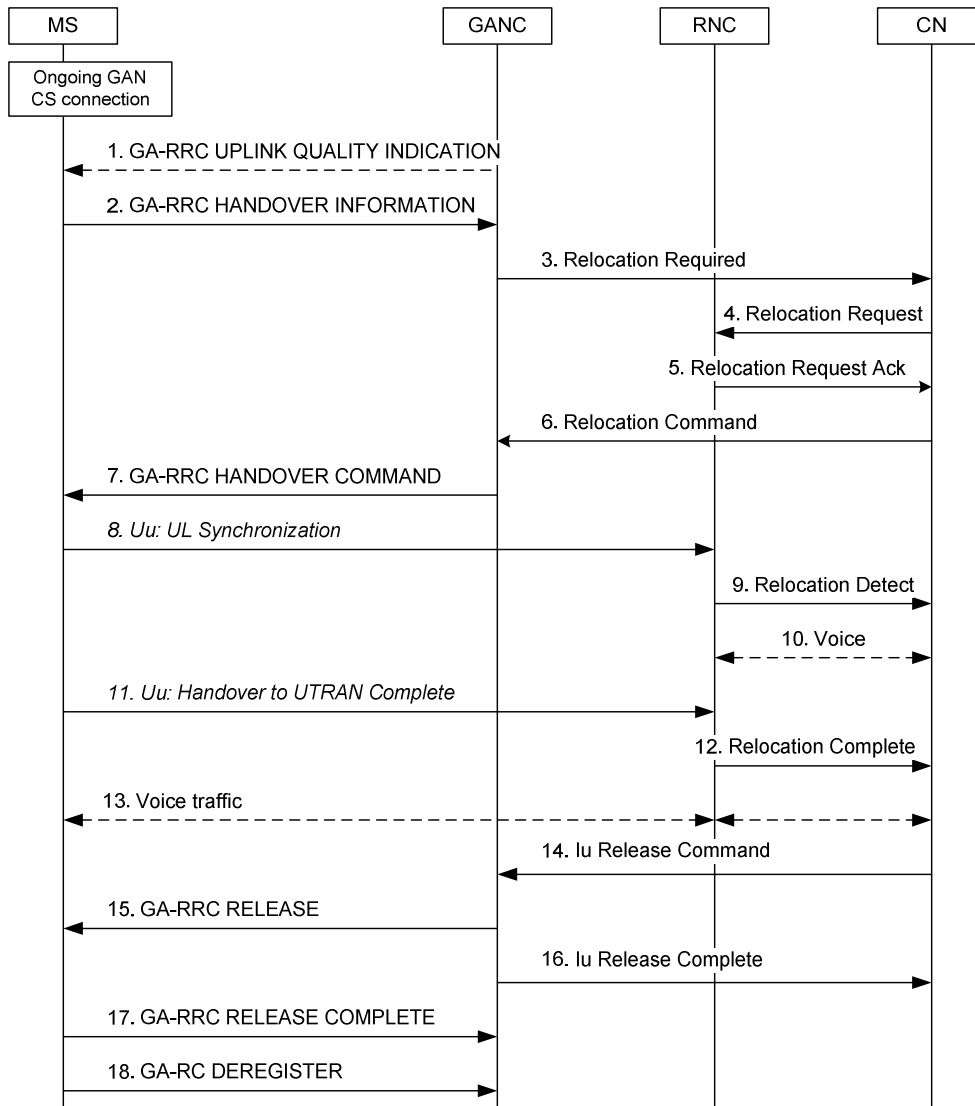 MS
GANC
RNC
CN
Ongoing GAN
CS connection
1. GA-RRC UPLINK QUALITY INDICATION
2. GA-RRC HANDOVER INFORMATION
3. Relocation Required
4. Relocation Request
5. Relocation Request Ack
6. Relocation Command
7. GA-RRC HANDOVER COMMAND
8. Uu: UL Synchronization
9. Relocation Detect
10. Voice
11. Uu: Handover to UTRAN Complete
12. Relocation Complete
13. Voice traffic
14. Iu Release Command
15. GA-RRC RELEASE
16. Iu Release Complete
17. GA-RRC RELEASE COMPLETE
18. GA-RC DEREGISTER